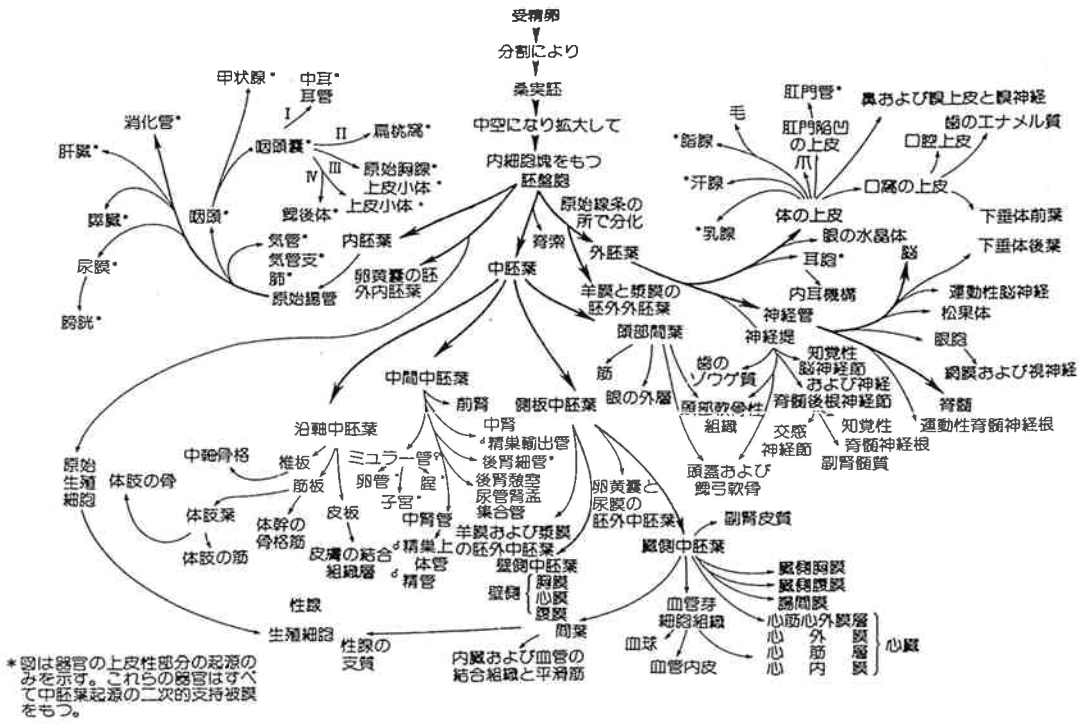 受精卵
分割により
桑実胚
中空になり拡大して
内細胞塊をもつ
胚盤胞
甲状腺*
中耳*
耳管
I
II
III
IV
消化管*
咽頭嚢*
扁桃窩*
肝臓*
原始胸腺*
上皮小体*
上皮小体*
鰓後体*
膵臓*
咽頭*
尿膜*
気管*
気管支*
肺*
膀胱*
原始腸管
内胚葉
卵黄嚢の胚
外内胚葉
中胚葉
脊索
原始線条の
所で分化
外胚葉
羊膜と漿膜の
胚外外胚葉
肛門管*
鼻および嗅上皮と嗅神経
毛
肛門陥凹
の上皮
歯のエナメル質
*脂腺
口腔上皮
爪
*汗腺
口窩の上皮
体の上皮
下垂体前葉
*乳腺
眼の水晶体
脳
下垂体後葉
耳胞*
内耳機構
運動性脳神経
神経管
松果体
頭部間葉
神経堤
眼胞
筋
歯の
ゾウゲ質
知覚性
脳神経節
および神経
網膜および視神経
眼の外層
頭部軟骨性
組織
脊髄後根神経節
脊髄
交感
神経節
知覚性
脊髄神経根
運動性脊髄神経根
副腎髄質
頭蓋および
鰓弓軟骨
中間中胚葉
前腎
側板中胚葉
中腎
♂精巣輸出管
後腎細管*
後腎憩室
尿管腎盂
集合管
沿軸中胚葉
中軸骨格
椎板
ミュラー管♀
原始
生殖
細胞
体肢の骨
筋板
卵管
腟*
子宮*
卵黄嚢と
尿膜の
胚外中胚葉
体肢葉
皮板
中腎管
副腎皮質
体幹の
骨格筋
羊膜および漿膜
の胚外中胚葉
体肢の筋
皮膚の結合
組織層
♂精巣上
体管
♂精管
壁側中胚葉
臓側中胚葉
壁側
胸膜
心膜
腹膜
臓側胸膜
臓側腹膜
腸間膜
性腺
血管芽
細胞組織
心筋心外膜層
心外膜
心筋層
心内膜
心臓
生殖細胞
性腺の
支質
間葉
血球
血管内皮
内臓および血管の
結合組織と平滑筋
*図は器官の上皮性部分の起源の
みを示す。これらの器官はすべ
て中胚葉起源の二次的支持被膜
をもつ。